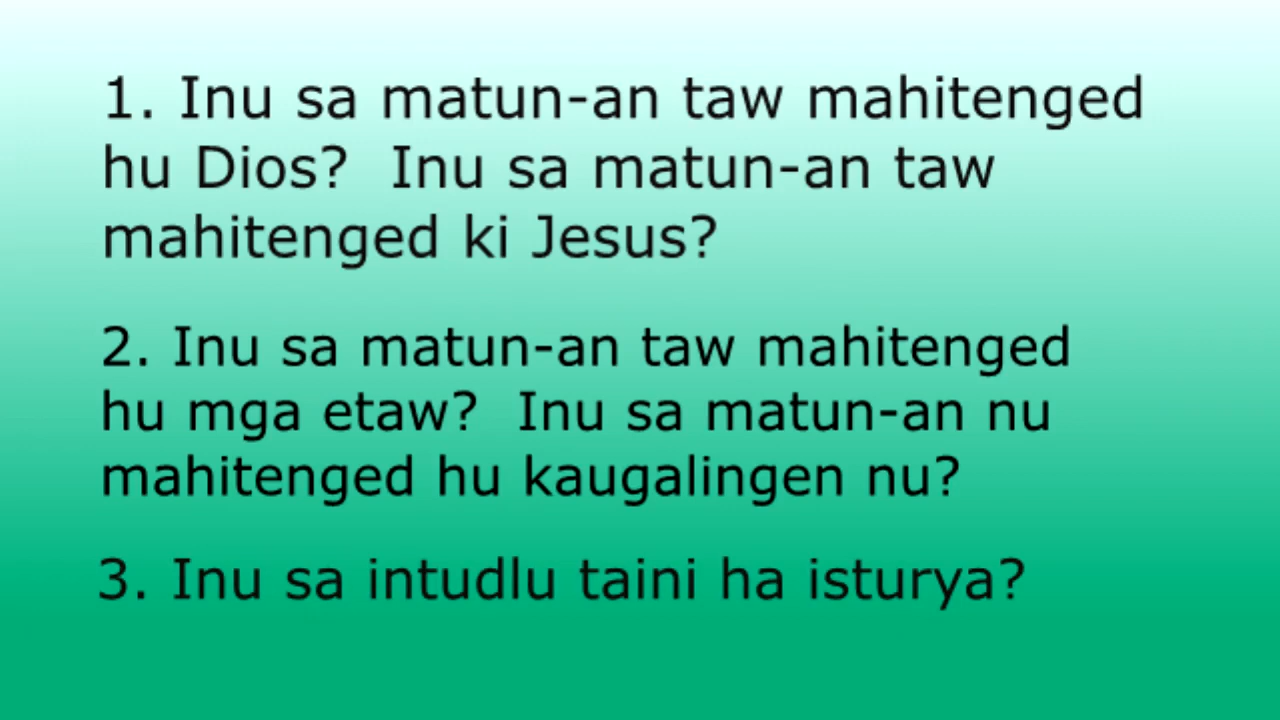 1. Inu sa matun-an taw mahitenged
hu Dios?  Inu sa matun-an taw
mahitenged ki Jesus?
2. Inu sa matun-an taw mahitenged
hu mga etaw?  Inu sa matun-an nu
mahitenged hu kaugalingen nu?
3. Inu sa intudlu taini ha isturya?